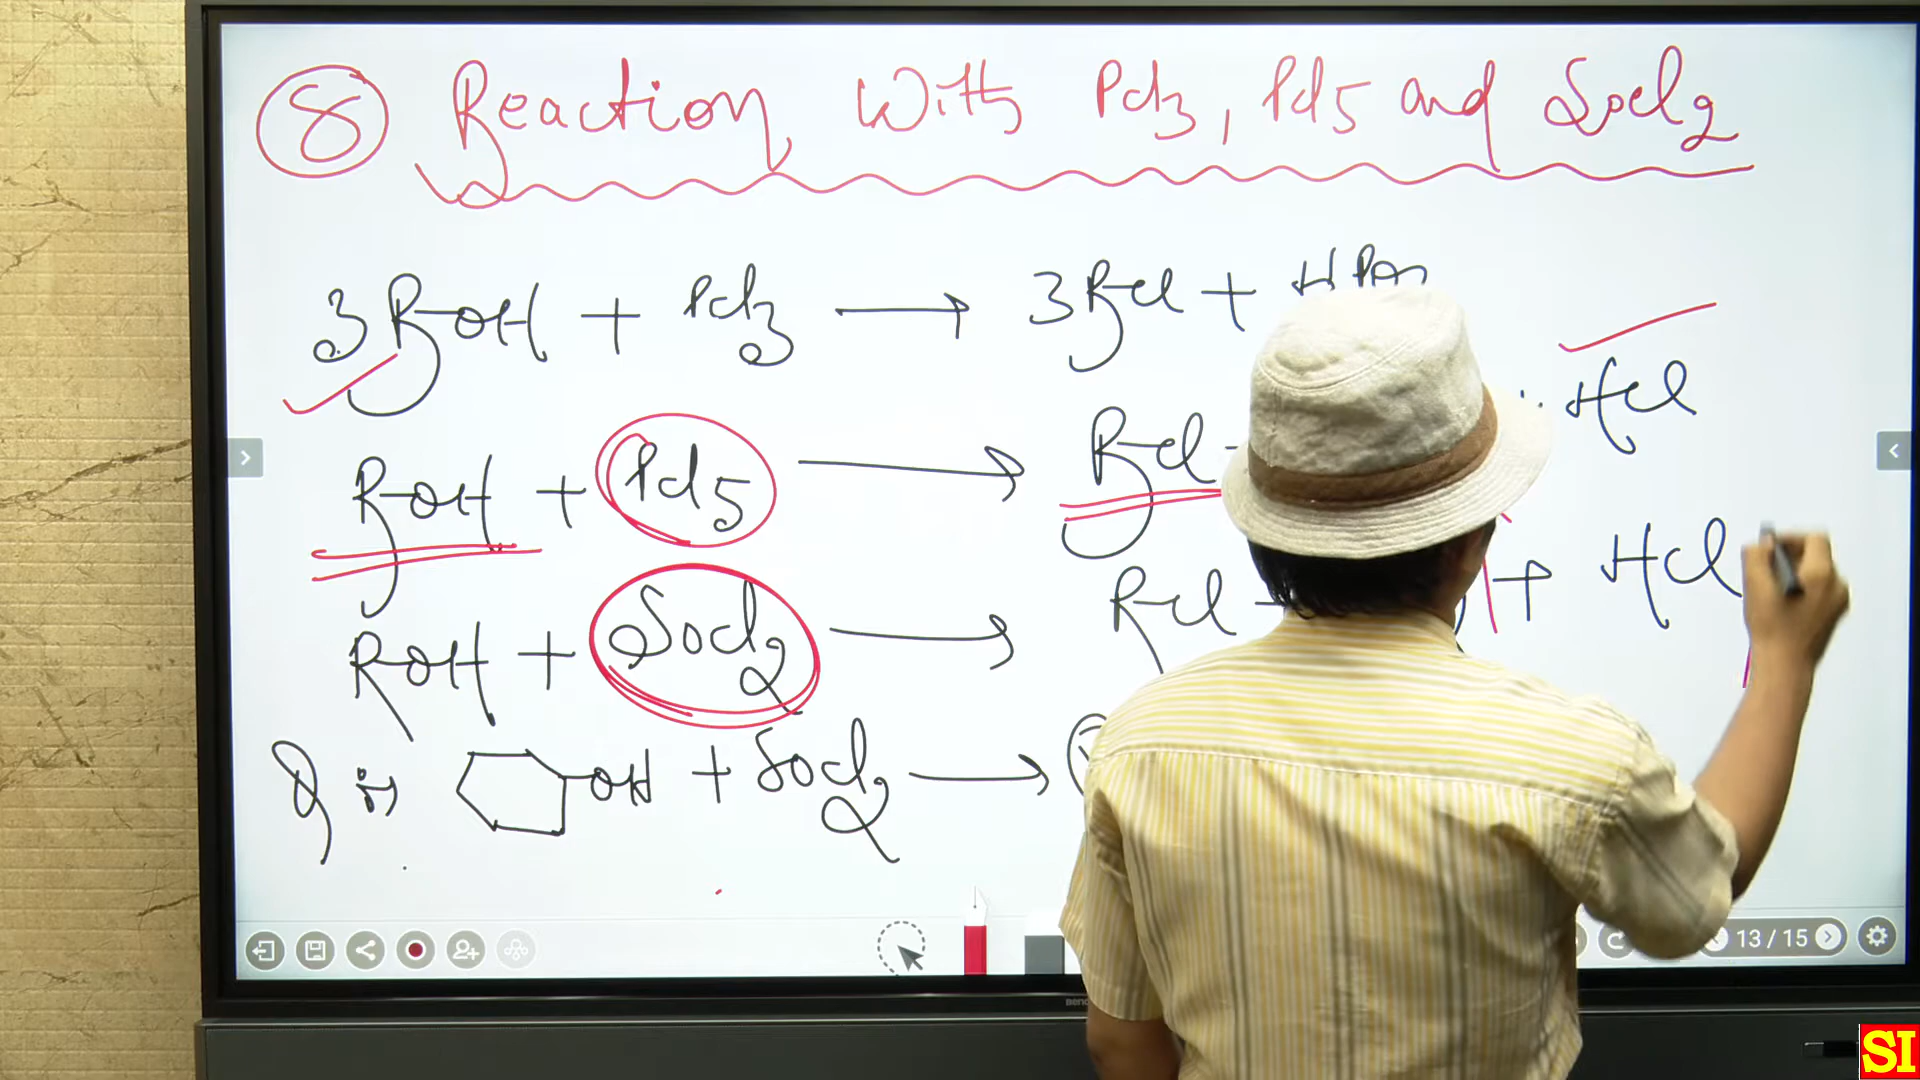 8 Reaction With PCl3, PCl5 and SOCl2
3ROH + PCl3 → 3RCl +
HCl
ROH + PCl5 → RCl
ROH + SOCl2 → RCl + HCl
Q is OH + SOCl2 →
13 / 15
SI